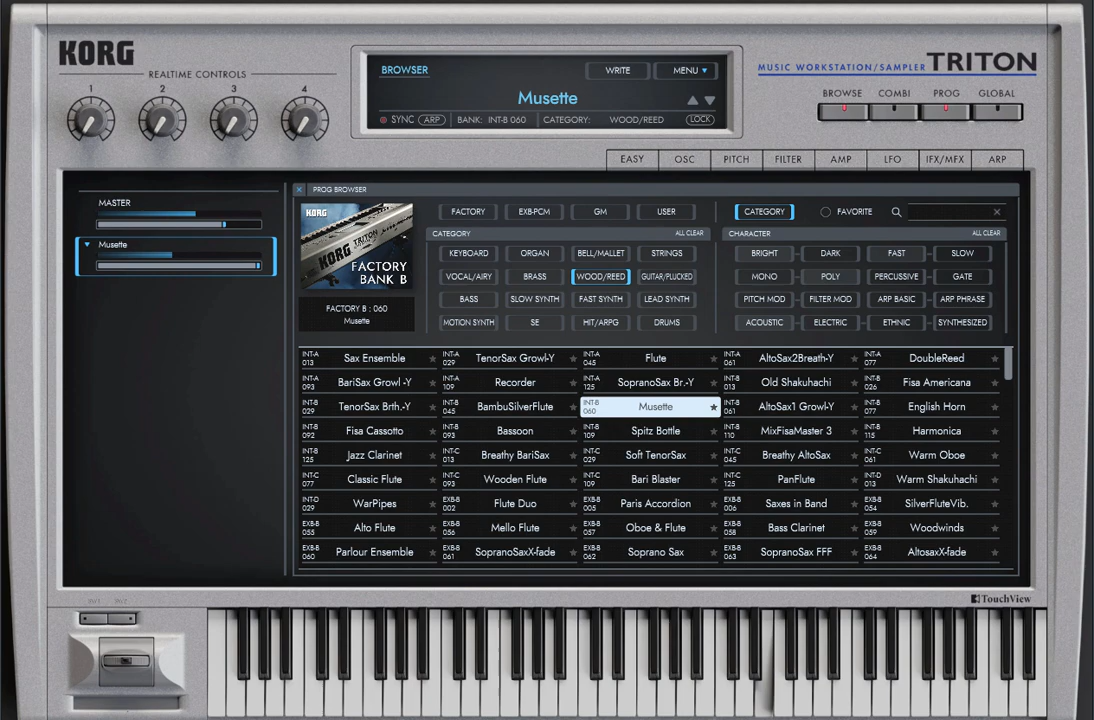 KORG
REALTIME CONTROLS
1 2 3 4
BROWSER WRITE MENU
Musette
SYNC ARP BANK: INT-B 060 CATEGORY: WOOD/REED LOCK
MUSIC WORKSTATION/SAMPLER TRITON
BROWSE COMBI PROG GLOBAL
EASY OSC PITCH FILTER AMP LFO IFX/MFX ARP
MASTER
Musette
PROG BROWSER
KORG
KORG TRITON
FACTORY
BANK B
FACTORY B : 060
Musette
FACTORY EXB-PCM GM USER
CATEGORY ALL CLEAR
KEYBOARD ORGAN BELL/MALLET STRINGS
VOCAL/AIRY BRASS WOOD/REED GUITAR/PLUCKED
BASS SLOW SYNTH FAST SYNTH LEAD SYNTH
MOTION SYNTH SE HIT/ARPG DRUMS
CATEGORY FAVORITE
CHARACTER ALL CLEAR
BRIGHT DARK FAST SLOW
MONO POLY PERCUSSIVE GATE
PITCH MOD FILTER MOD ARP BASIC ARP PHRASE
ACOUSTIC ELECTRIC ETHNIC SYNTHESIZED
INT-A 013 Sax Ensemble INT-A 029 TenorSax Growl-Y INT-A 045 Flute INT-A 061 AltoSax2Breath-Y INT-A 077 DoubleReed
INT-A 093 BariSax Growl -Y INT-A 109 Recorder INT-A 125 SopranoSax Br.-Y INT-B 013 Old Shakuhachi INT-B 026 Fisa Americana
INT-B 029 TenorSax Brth.-Y INT-B 045 BambuSilverFlute INT-B 060 Musette INT-B 061 AltoSax1 Growl-Y INT-B 077 English Horn
INT-B 092 Fisa Cassotto INT-B 093 Bassoon INT-B 109 Spitz Bottle INT-B 110 MixFisaMaster 3 INT-B 115 Harmonica
INT-B 125 Jazz Clarinet INT-C 013 Breathy BariSax INT-C 029 Soft TenorSax INT-C 045 Breathy AltoSax INT-C 061 Warm Oboe
INT-C 077 Classic Flute INT-C 093 Wooden Flute INT-C 109 Bari Blaster INT-C 125 PanFlute INT-D 013 Warm Shakuhachi
INT-D 029 WarPipes EXB-B 002 Flute Duo EXB-B 005 Paris Accordion EXB-B 006 Saxes in Band EXB-B 054 SilverFluteVib.
EXB-B 055 Alto Flute EXB-B 056 Mello Flute EXB-B 057 Oboe & Flute EXB-B 058 Bass Clarinet EXB-B 059 Woodwinds
EXB-B 060 Parlour Ensemble EXB-B 061 SopranoSaxX-fade EXB-B 062 Soprano Sax EXB-B 063 SopranoSax FFF EXB-B 064 AltosaxX-fade
TouchView